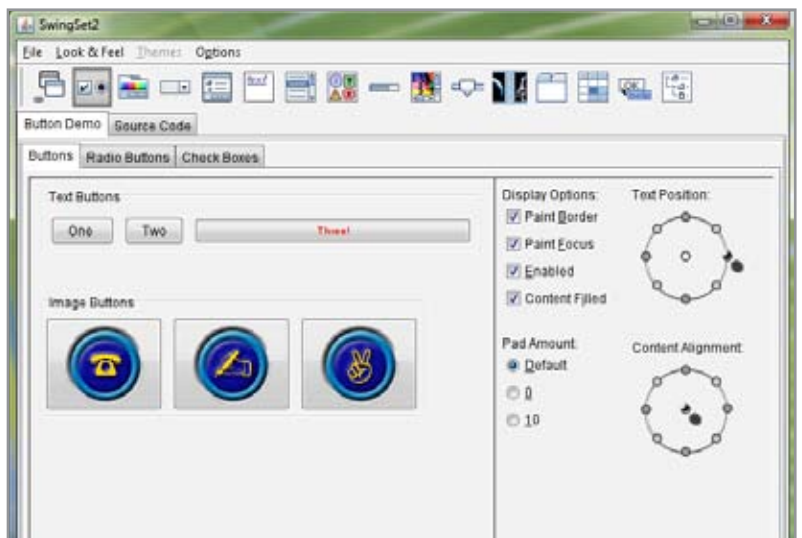 SwingSet2
File Look & Feel Themes Options
Button Demo Source Code
Buttons Radio Buttons Check Boxes
Text Buttons
One Two Three!
Image Buttons
Display Options:
Paint Border
Paint Focus
Enabled
Content Filled
Pad Amount:
Default
0
10
Text Position:
Content Alignment: